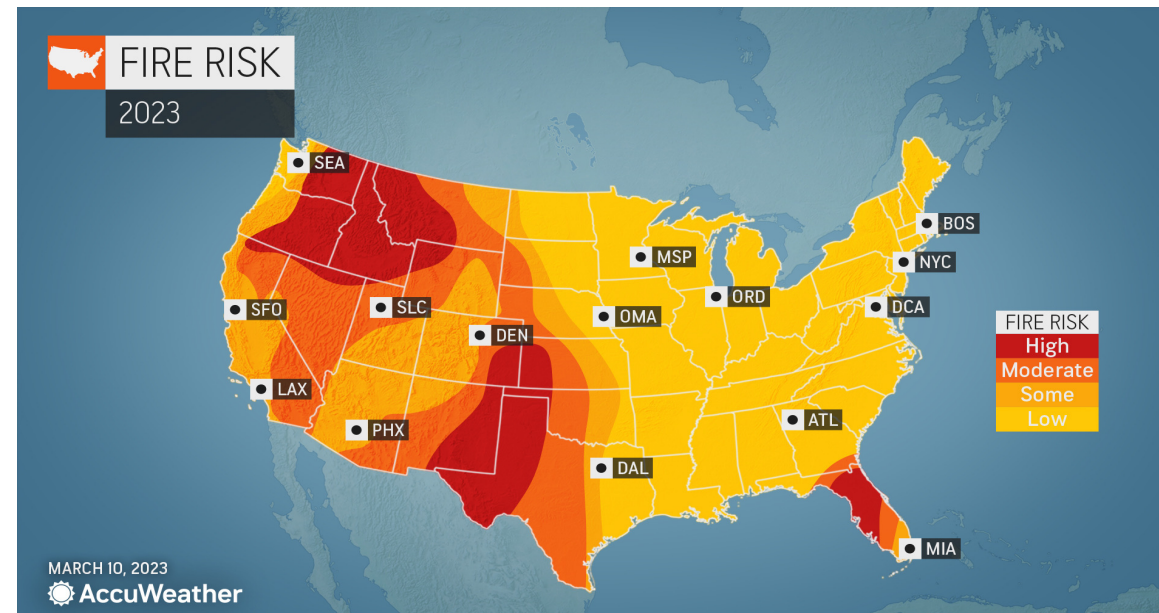 FIRE RISK
2023
SEA
BOS
MSP
NYC
ORD
SFO
SLC
OMA
DCA
DEN
LAX
PHX
ATL
DAL
MIA
FIRE RISK
High
Moderate
Some
Low
MARCH 10, 2023
AccuWeather